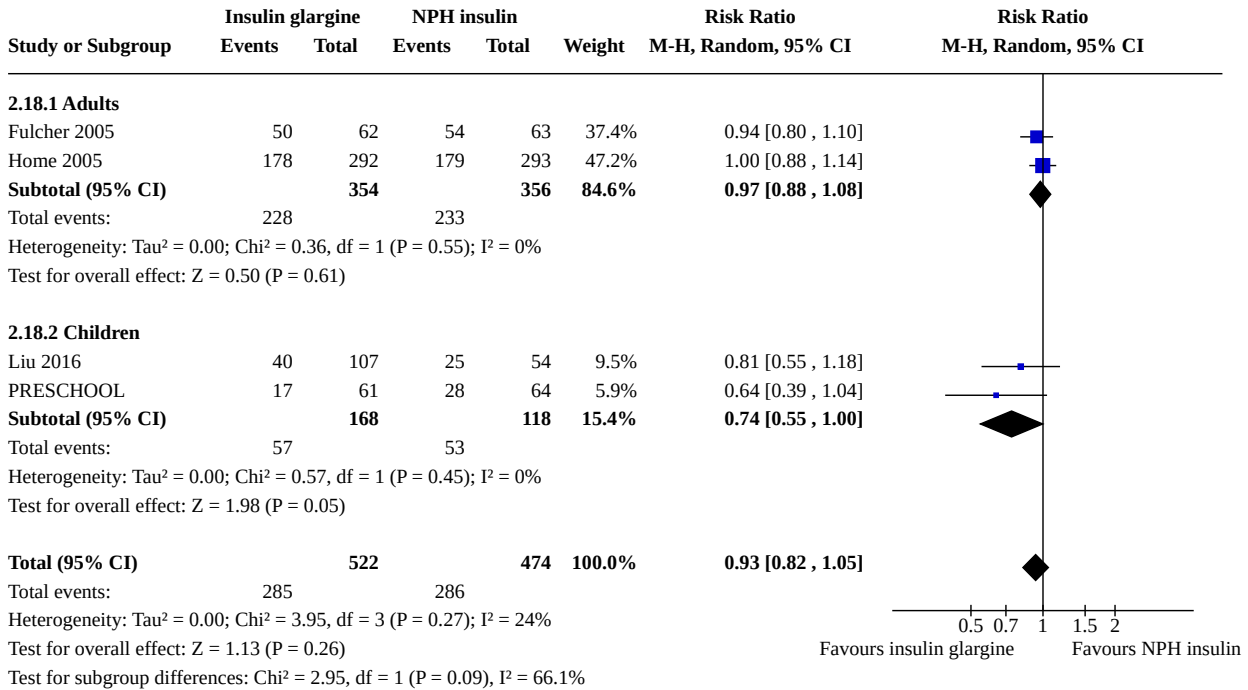 Insulin glargine NPH insulin Risk Ratio Risk Ratio
Study or Subgroup Events Total Events Total Weight M-H, Random, 95% CI M-H, Random, 95% CI
2.18.1 Adults
Fulcher 2005 50 62 54 63 37.4% 0.94 [0.80 , 1.10]
Home 2005 178 292 179 293 47.2% 1.00 [0.88 , 1.14]
Subtotal (95% CI) 354 356 84.6% 0.97 [0.88 , 1.08]
Total events: 228 233
Heterogeneity: Tau² = 0.00; Chi² = 0.36, df = 1 (P = 0.55); I² = 0%
Test for overall effect: Z = 0.50 (P = 0.61)
2.18.2 Children
Liu 2016 40 107 25 54 9.5% 0.81 [0.55 , 1.18]
PRESCHOOL 17 61 28 64 5.9% 0.64 [0.39 , 1.04]
Subtotal (95% CI) 168 118 15.4% 0.74 [0.55 , 1.00]
Total events: 57 53
Heterogeneity: Tau² = 0.00; Chi² = 0.57, df = 1 (P = 0.45); I² = 0%
Test for overall effect: Z = 1.98 (P = 0.05)
Total (95% CI) 522 474 100.0% 0.93 [0.82 , 1.05]
Total events: 285 286
Heterogeneity: Tau² = 0.00; Chi² = 3.95, df = 3 (P = 0.27); I² = 24%
0.5 0.7 1 1.5 2
Test for overall effect: Z = 1.13 (P = 0.26) Favours insulin glargine Favours NPH insulin
Test for subgroup differences: Chi² = 2.95, df = 1 (P = 0.09), I² = 66.1%